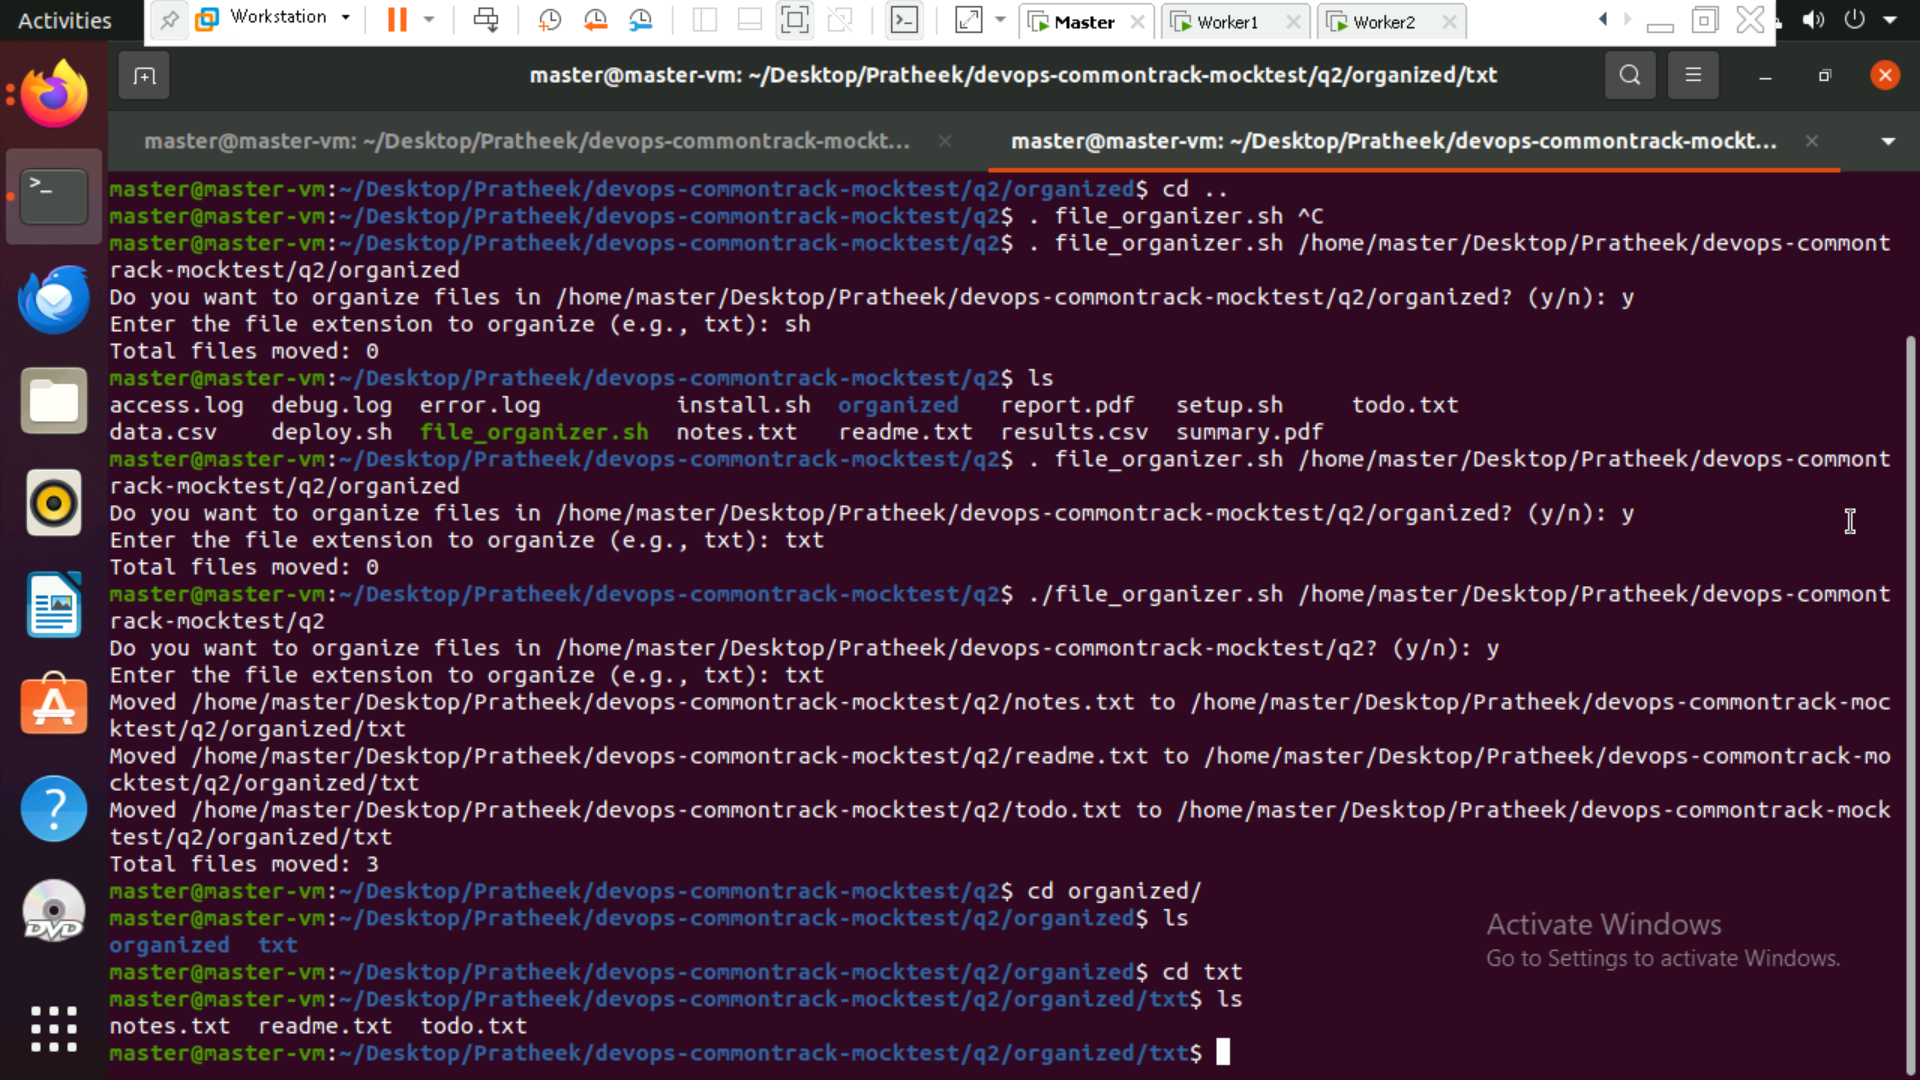 Activities
Workstation
Master
Worker1
Worker2
master@master-vm: ~/Desktop/Pratheek/devops-commontrack-mocktest/q2/organized/txt
master@master-vm: ~/Desktop/Pratheek/devops-commontrack-mockt...
master@master-vm: ~/Desktop/Pratheek/devops-commontrack-mockt...
master@master-vm:~/Desktop/Pratheek/devops-commontrack-mocktest/q2/organized$ cd ..
master@master-vm:~/Desktop/Pratheek/devops-commontrack-mocktest/q2$ . file_organizer.sh ^C
master@master-vm:~/Desktop/Pratheek/devops-commontrack-mocktest/q2$ . file_organizer.sh /home/master/Desktop/Pratheek/devops-commont
rack-mocktest/q2/organized
Do you want to organize files in /home/master/Desktop/Pratheek/devops-commontrack-mocktest/q2/organized? (y/n): y
Enter the file extension to organize (e.g., txt): sh
Total files moved: 0
master@master-vm:~/Desktop/Pratheek/devops-commontrack-mocktest/q2$ ls
access.log debug.log error.log install.sh organized report.pdf setup.sh todo.txt
data.csv deploy.sh file_organizer.sh notes.txt readme.txt results.csv summary.pdf
master@master-vm:~/Desktop/Pratheek/devops-commontrack-mocktest/q2$ . file_organizer.sh /home/master/Desktop/Pratheek/devops-commont
rack-mocktest/q2/organized
Do you want to organize files in /home/master/Desktop/Pratheek/devops-commontrack-mocktest/q2/organized? (y/n): y
Enter the file extension to organize (e.g., txt): txt
Total files moved: 0
master@master-vm:~/Desktop/Pratheek/devops-commontrack-mocktest/q2$ ./file_organizer.sh /home/master/Desktop/Pratheek/devops-commont
rack-mocktest/q2
Do you want to organize files in /home/master/Desktop/Pratheek/devops-commontrack-mocktest/q2? (y/n): y
Enter the file extension to organize (e.g., txt): txt
Moved /home/master/Desktop/Pratheek/devops-commontrack-mocktest/q2/notes.txt to /home/master/Desktop/Pratheek/devops-commontrack-moc
ktest/q2/organized/txt
Moved /home/master/Desktop/Pratheek/devops-commontrack-mocktest/q2/readme.txt to /home/master/Desktop/Pratheek/devops-commontrack-mo
cktest/q2/organized/txt
Moved /home/master/Desktop/Pratheek/devops-commontrack-mocktest/q2/todo.txt to /home/master/Desktop/Pratheek/devops-commontrack-mock
test/q2/organized/txt
Total files moved: 3
master@master-vm:~/Desktop/Pratheek/devops-commontrack-mocktest/q2$ cd organized/
master@master-vm:~/Desktop/Pratheek/devops-commontrack-mocktest/q2/organized$ ls
organized txt
master@master-vm:~/Desktop/Pratheek/devops-commontrack-mocktest/q2/organized$ cd txt
master@master-vm:~/Desktop/Pratheek/devops-commontrack-mocktest/q2/organized/txt$ ls
notes.txt readme.txt todo.txt
master@master-vm:~/Desktop/Pratheek/devops-commontrack-mocktest/q2/organized/txt$
Activate Windows
Go to Settings to activate Windows.
DVD